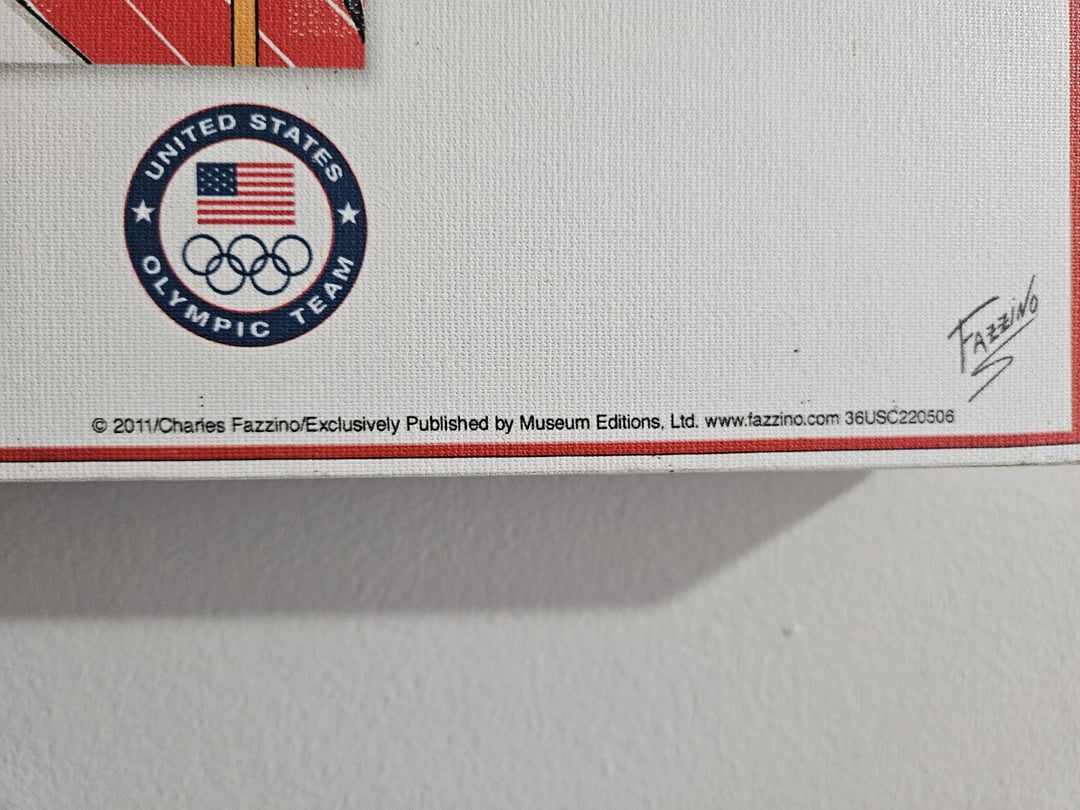 UNITED STATES
OLYMPIC TEAM
FAZZINO
© 2011/Charles Fazzino/Exclusively Published by Museum Editions, Ltd. www.fazzino.com 36USC220506